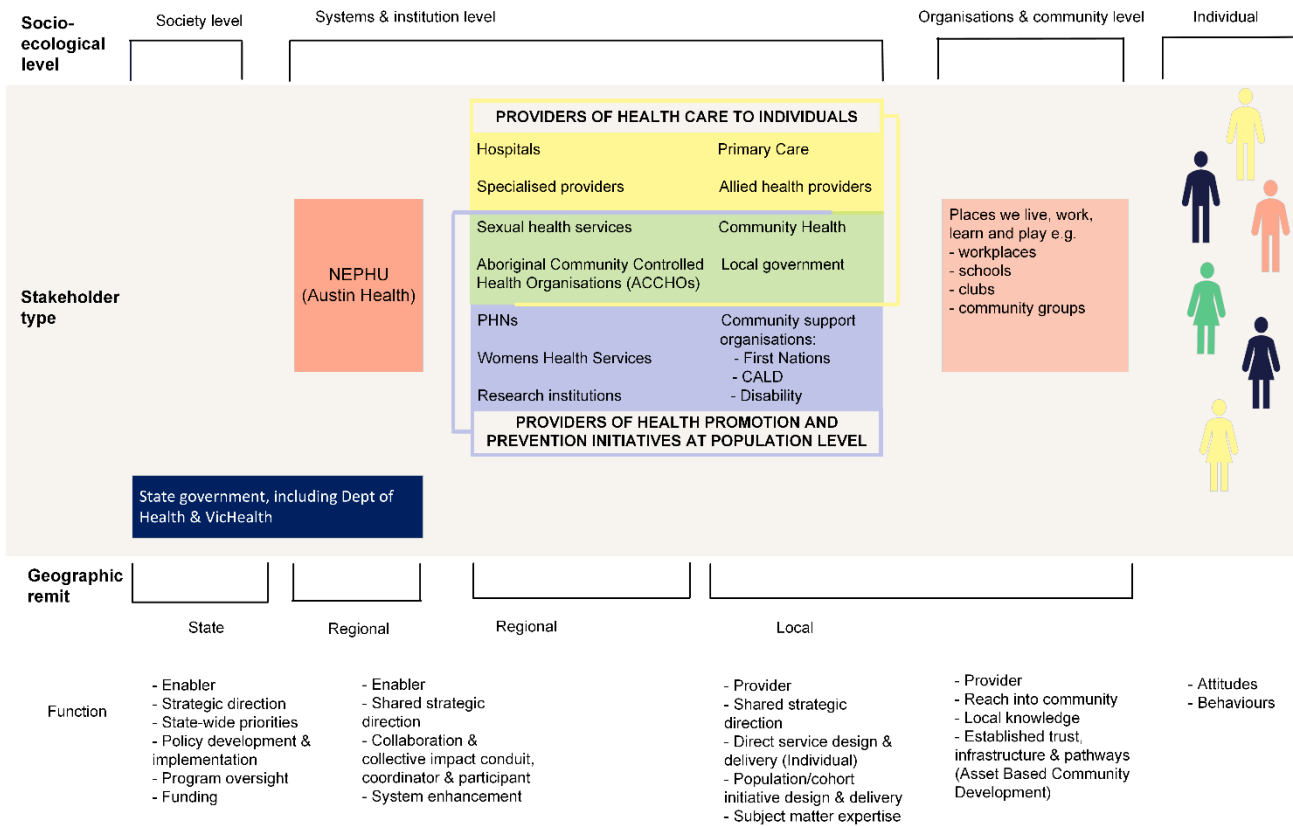 Socio-
ecological
level
Society level
Systems & institution level
Organisations & community level
Individual
Stakeholder
type
NEPHU
(Austin Health)
PROVIDERS OF HEALTH CARE TO INDIVIDUALS
Hospitals
Primary Care
Specialised providers
Allied health providers
Sexual health services
Community Health
Aboriginal Community Controlled
Health Organisations (ACCHOs)
Local government
PHNs
Womens Health Services
Research institutions
Community support
organisations:
- First Nations
- CALD
- Disability
PROVIDERS OF HEALTH PROMOTION AND
PREVENTION INITIATIVES AT POPULATION LEVEL
Places we live, work,
learn and play e.g.
- workplaces
- schools
- clubs
- community groups
State government, including Dept of
Health & VicHealth
Geographic
remit
State
Regional
Regional
Local
Function
- Enabler
- Strategic direction
- State-wide priorities
- Policy development &
implementation
- Program oversight
- Funding
- Enabler
- Shared strategic
direction
- Collaboration &
collective impact conduit,
coordinator & participant
- System enhancement
- Provider
- Shared strategic
direction
- Direct service design &
delivery (Individual)
- Population/cohort
initiative design & delivery
- Subject matter expertise
- Provider
- Reach into community
- Local knowledge
- Established trust,
infrastructure & pathways
(Asset Based Community
Development)
- Attitudes
- Behaviours